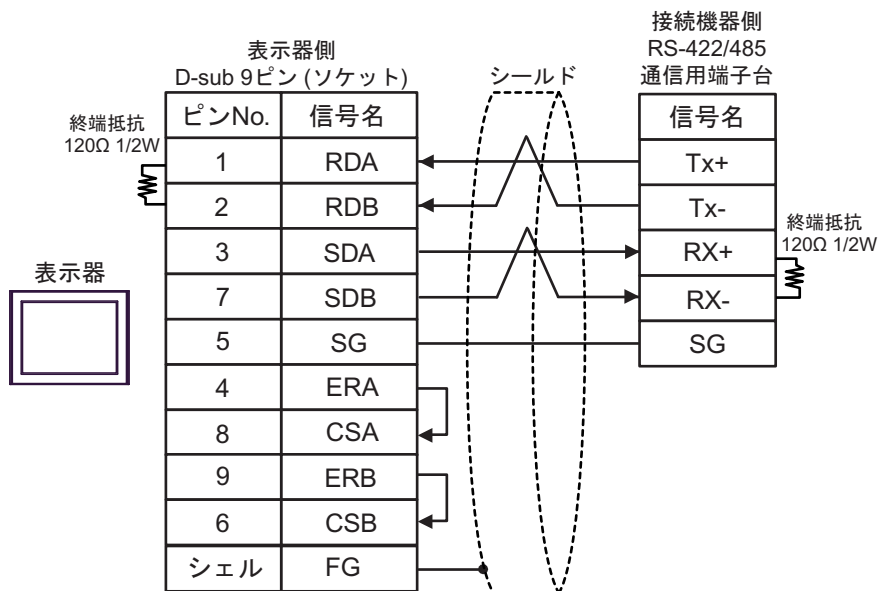 接続機器側
RS-422/485
通信用端子台
表示器側
D-sub 9ピン (ソケット)
シールド
ピンNo. 信号名
信号名
終端抵抗
120Ω 1/2W
1 RDA
Tx+
2 RDB
Tx-
3 SDA
RX+
終端抵抗
120Ω 1/2W
表示器
7 SDB
RX-
5 SG
SG
4 ERA
8 CSA
9 ERB
6 CSB
シェル FG